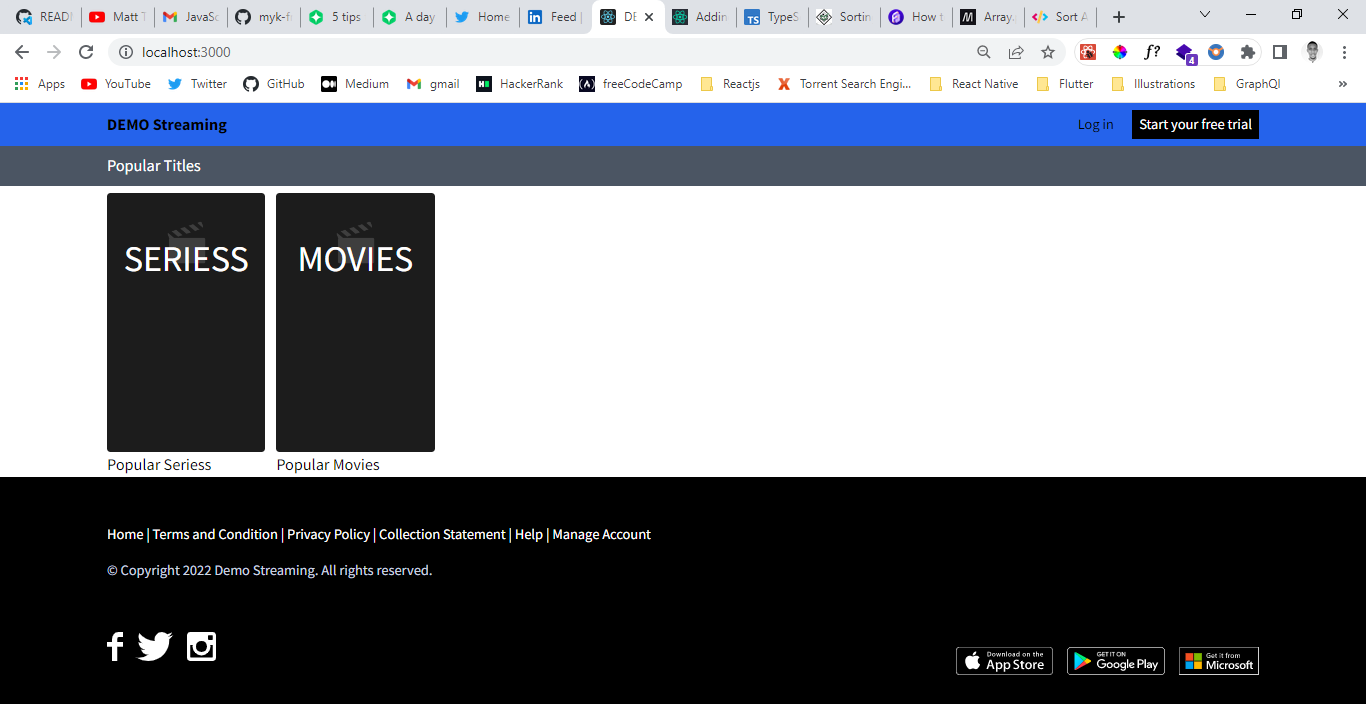 READ Matt T JavaSc myk-f 5 tips A day Home Feed | DE Addin TypeS Sortin How t Array. Sort A
localhost:3000 f? 4
Apps YouTube Twitter GitHub Medium gmail HackerRank freeCodeCamp Reactjs Torrent Search Engi... React Native Flutter Illustrations GraphQl »
DEMO Streaming Log in Start your free trial
Popular Titles
SERIESS MOVIES
Popular Seriess Popular Movies
Home | Terms and Condition | Privacy Policy | Collection Statement | Help | Manage Account
© Copyright 2022 Demo Streaming. All rights reserved.
Download on the App Store
GET IT ON Google Play
Get it from Microsoft